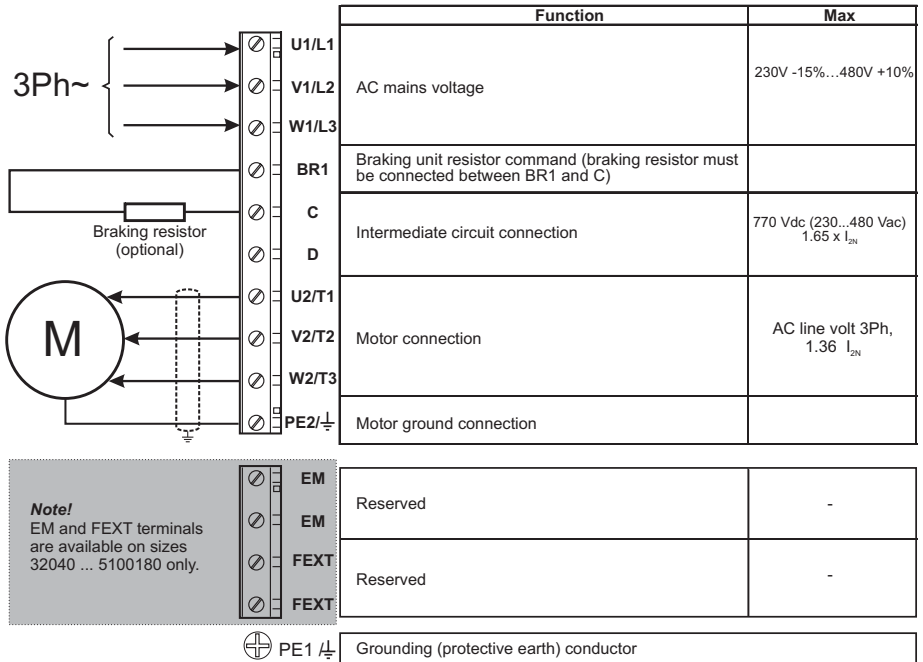 Function Max
3Ph~
U1/L1
V1/L2
W1/L3
AC mains voltage
230V -15%...480V +10%
BR1
Braking unit resistor command (braking resistor must
be connected between BR1 and C)
C
D
Braking resistor
(optional)
Intermediate circuit connection
770 Vdc (230...480 Vac)
1.65 x I2N
M
U2/T1
V2/T2
W2/T3
Motor connection
AC line volt 3Ph,
1.36 I2N
PE2/⏚
Motor ground connection
Note!
EM and FEXT terminals
are available on sizes
32040 ... 5100180 only.
EM
EM
Reserved -
FEXT
FEXT
Reserved -
PE1 /⏚ Grounding (protective earth) conductor